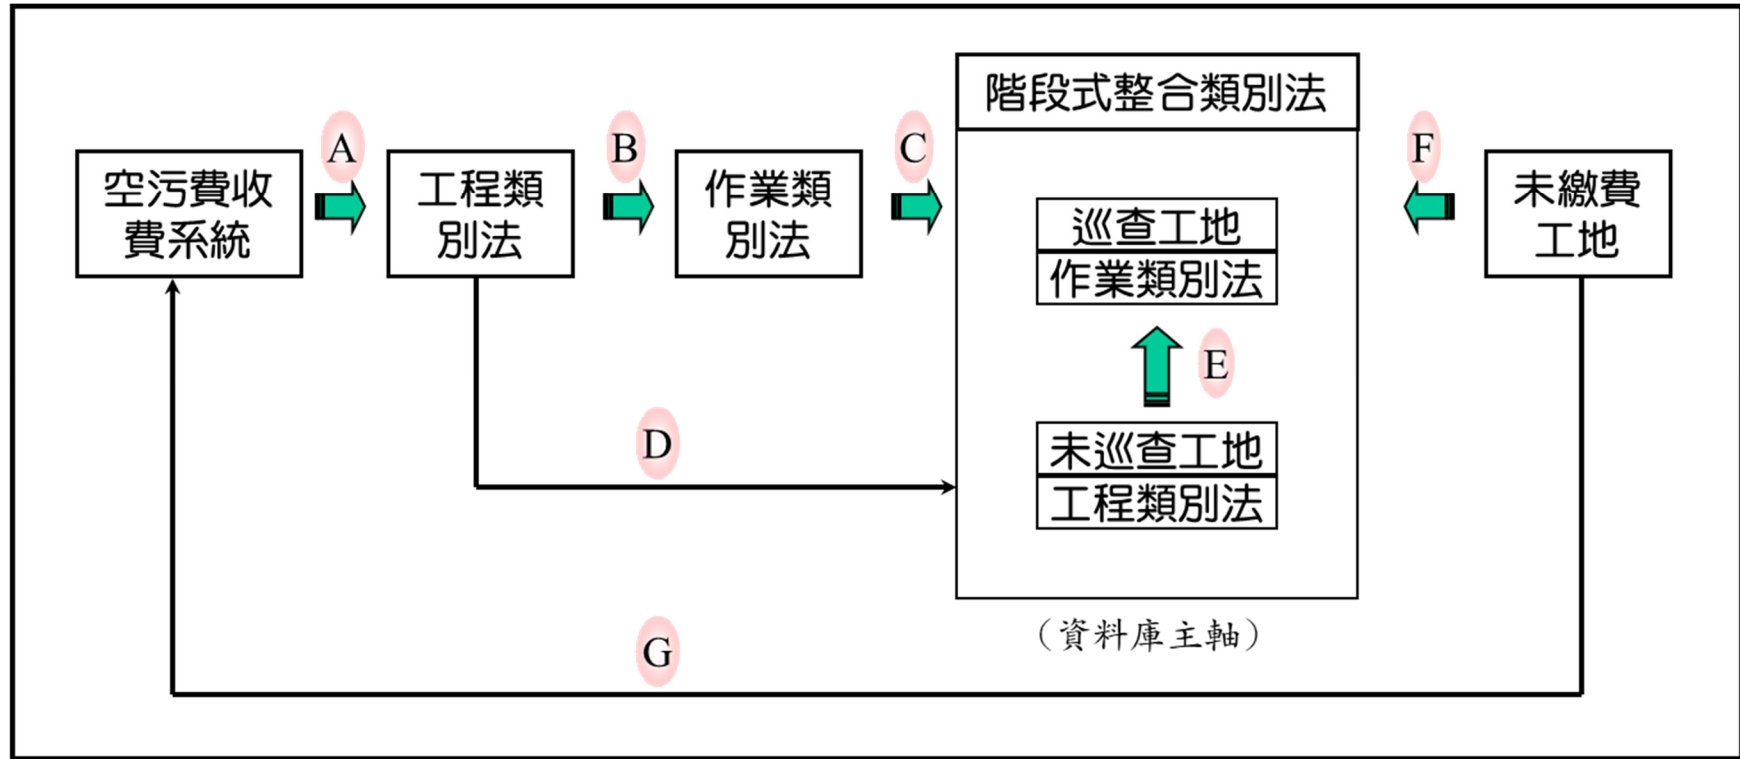 階段式整合類別法
A
B
C
F
空污費收
費系統
工程類
別法
作業類
別法
未繳費
工地
巡查工地
作業類別法
E
未巡查工地
工程類別法
D
（資料庫主軸）
G